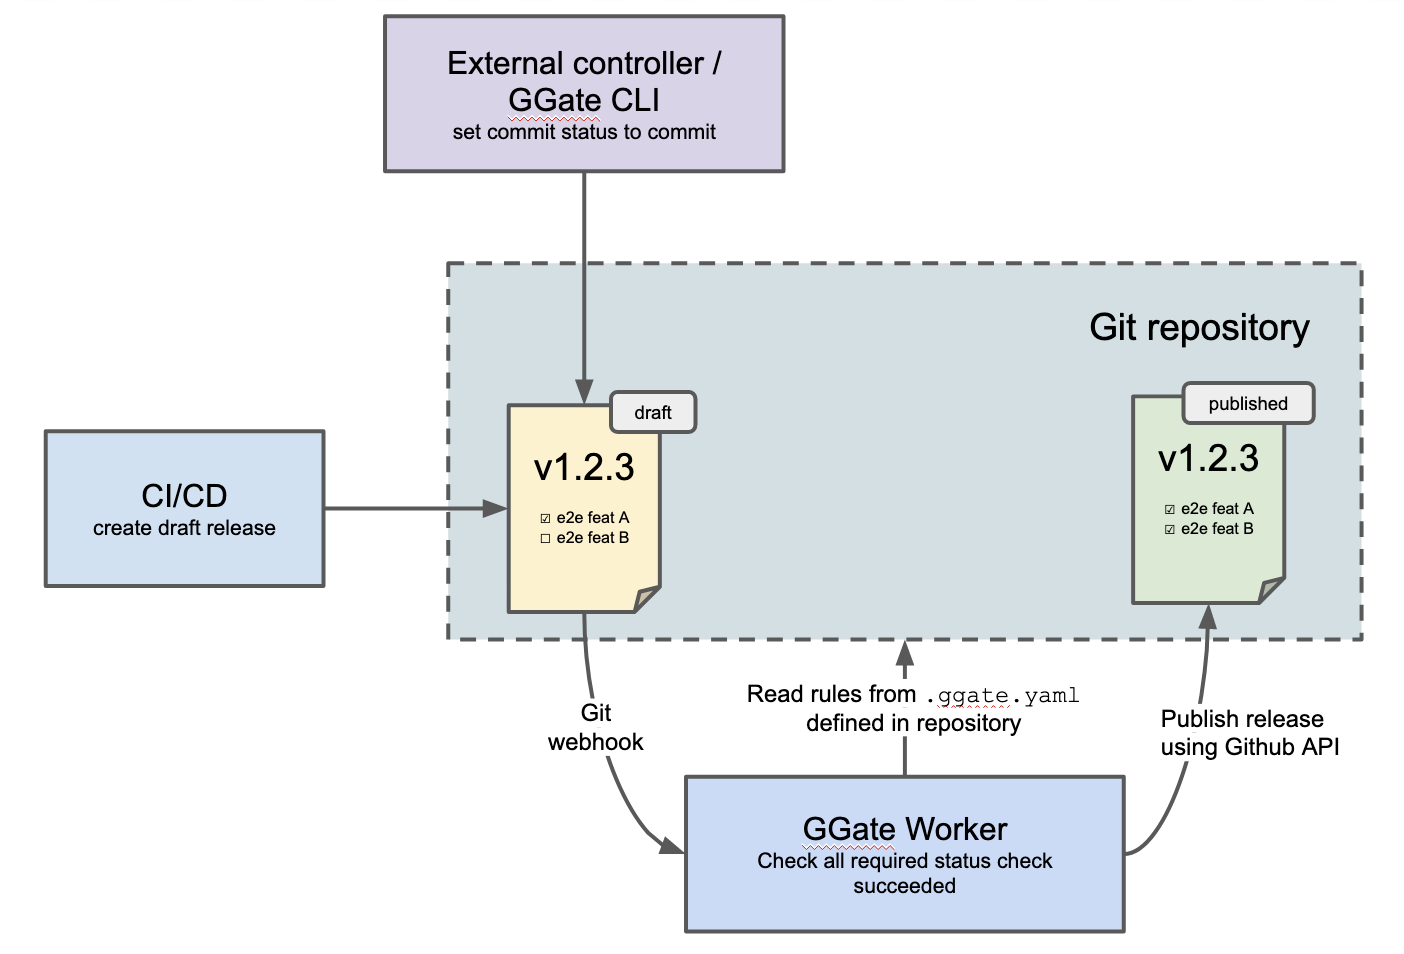 External controller /
GGate CLI
set commit status to commit
Git repository
draft
published
v1.2.3
☑ e2e feat A
☐ e2e feat B
v1.2.3
☑ e2e feat A
☑ e2e feat B
CI/CD
create draft release
Git
webhook
Read rules from .ggate.yaml
defined in repository
Publish release
using Github API
GGate Worker
Check all required status check
succeeded